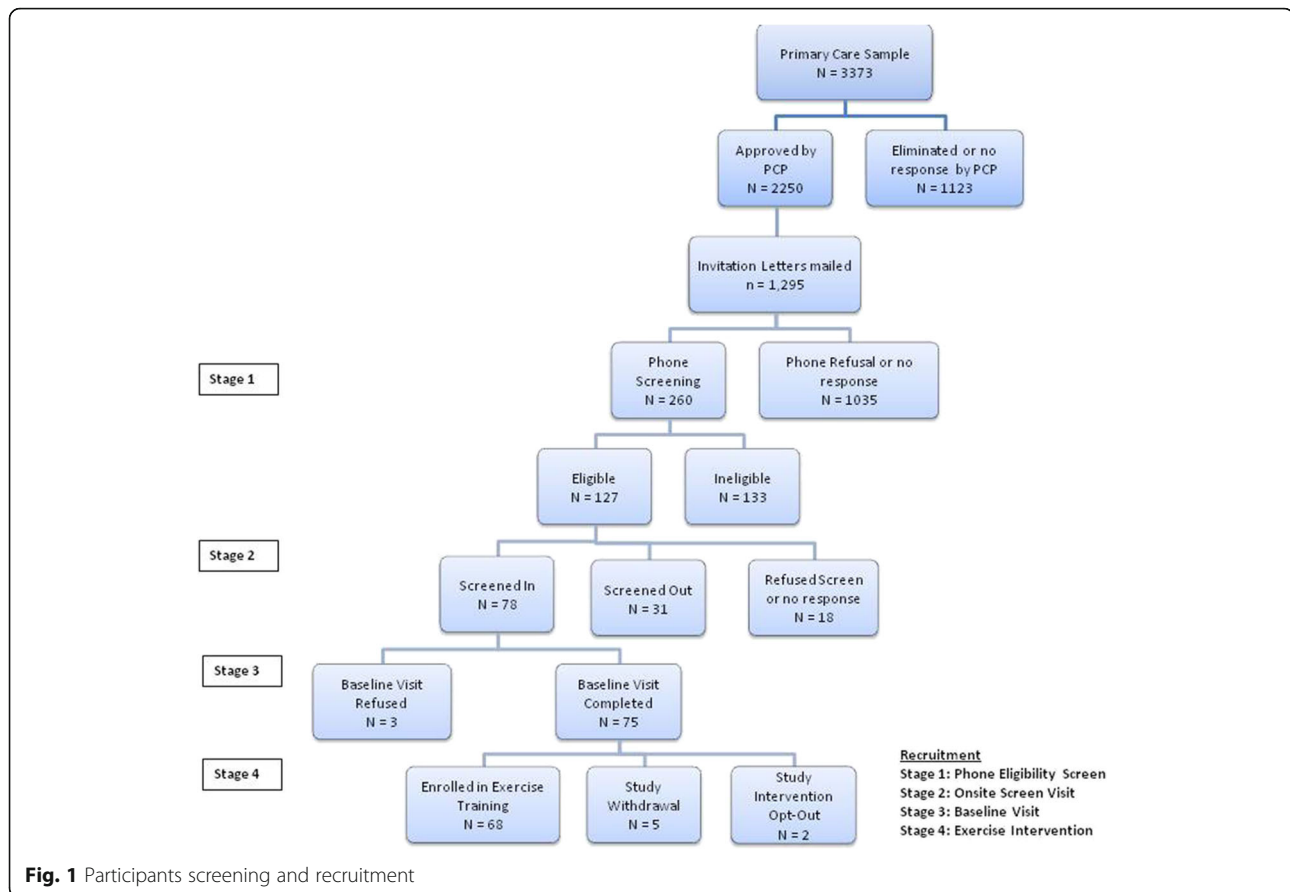 Primary Care Sample
N = 3373
Approved by
PCP
N = 2250
Eliminated or no
response by PCP
N = 1123
Invitation Letters mailed
n = 1,295
Stage 1
Phone
Screening
N = 260
Phone Refusal or no
response
N = 1035
Eligible
N = 127
Ineligible
N = 133
Stage 2
Screened In
N = 78
Screened Out
N = 31
Refused Screen
or no response
N = 18
Stage 3
Baseline Visit
Refused
N = 3
Baseline Visit
Completed
N = 75
Stage 4
Enrolled in Exercise
Training
N = 68
Study
Withdrawal
N = 5
Study
Intervention
Opt-Out
N = 2
Recruitment
Stage 1: Phone Eligibility Screen
Stage 2: Onsite Screen Visit
Stage 3: Baseline Visit
Stage 4: Exercise Intervention
Fig. 1 Participants screening and recruitment